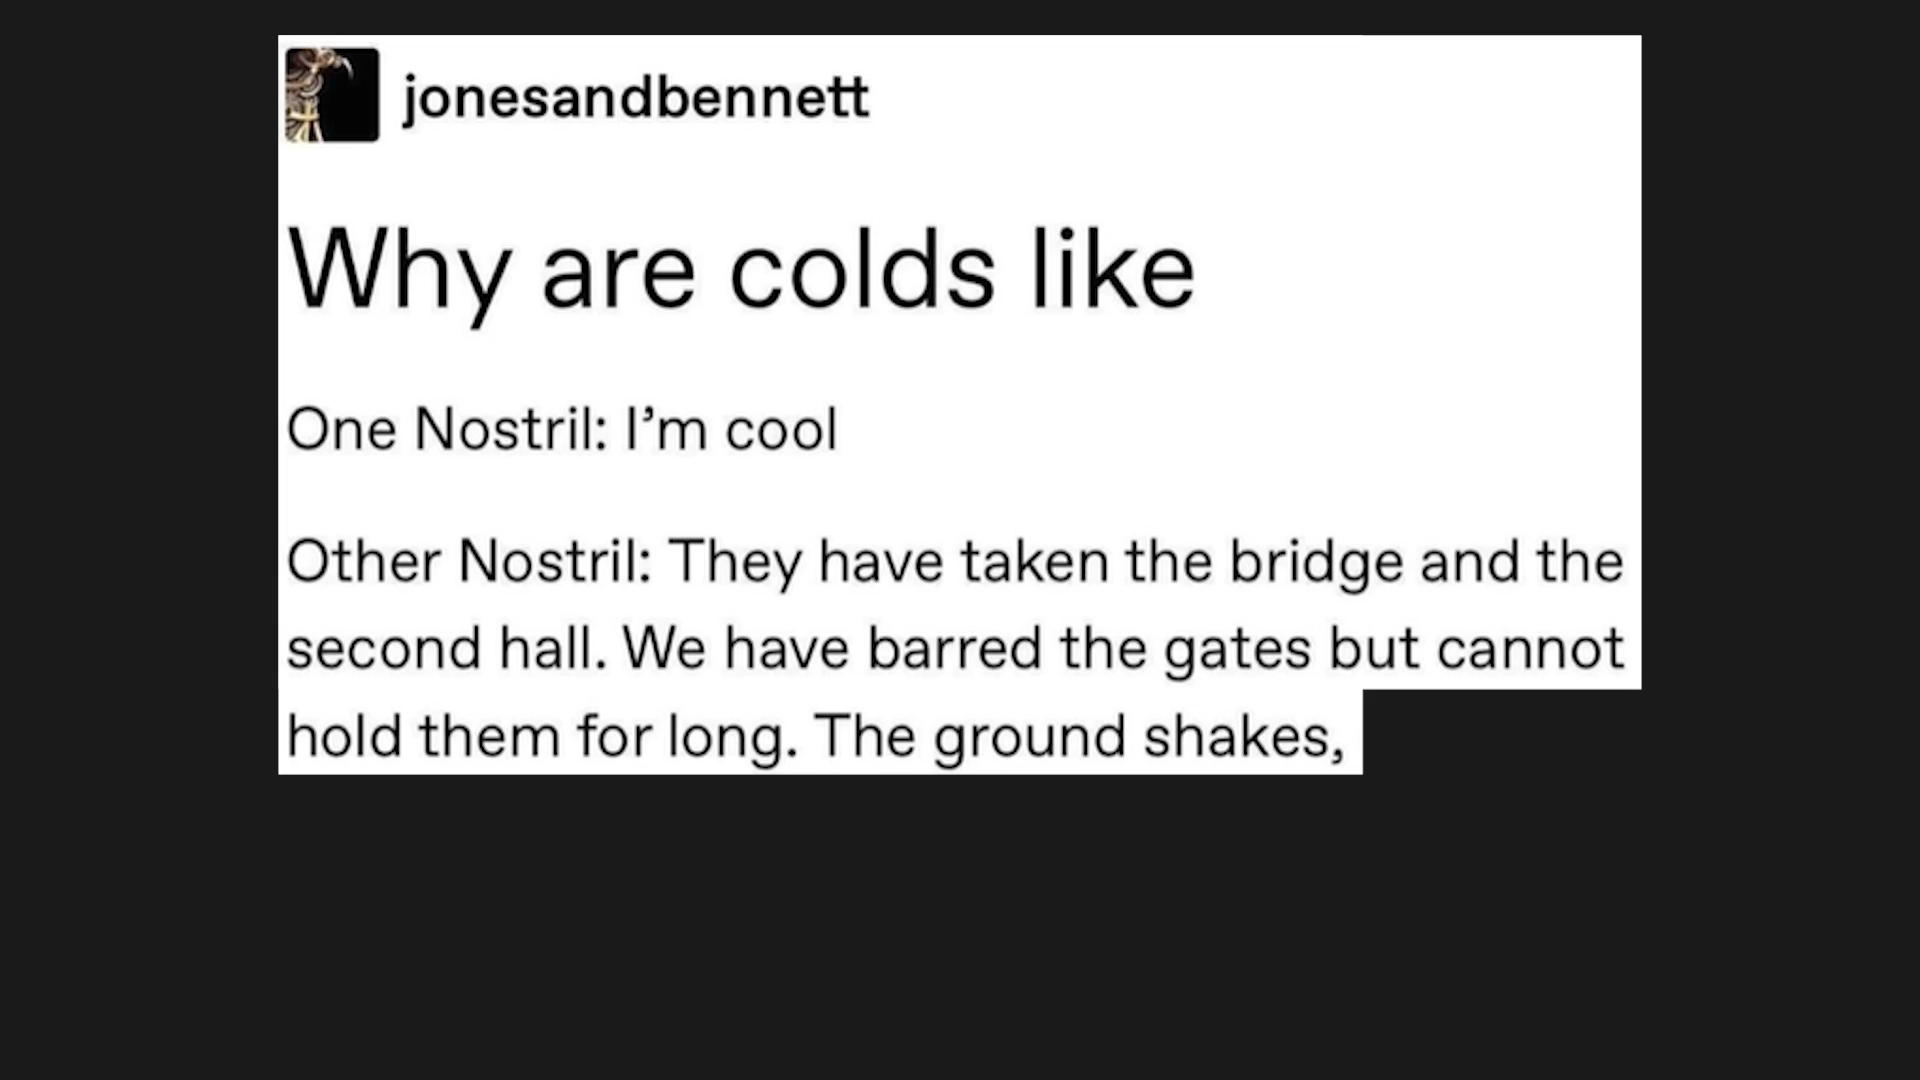 jonesandbennett
Why are colds like
One Nostril: I’m cool
Other Nostril: They have taken the bridge and the
second hall. We have barred the gates but cannot
hold them for long. The ground shakes,